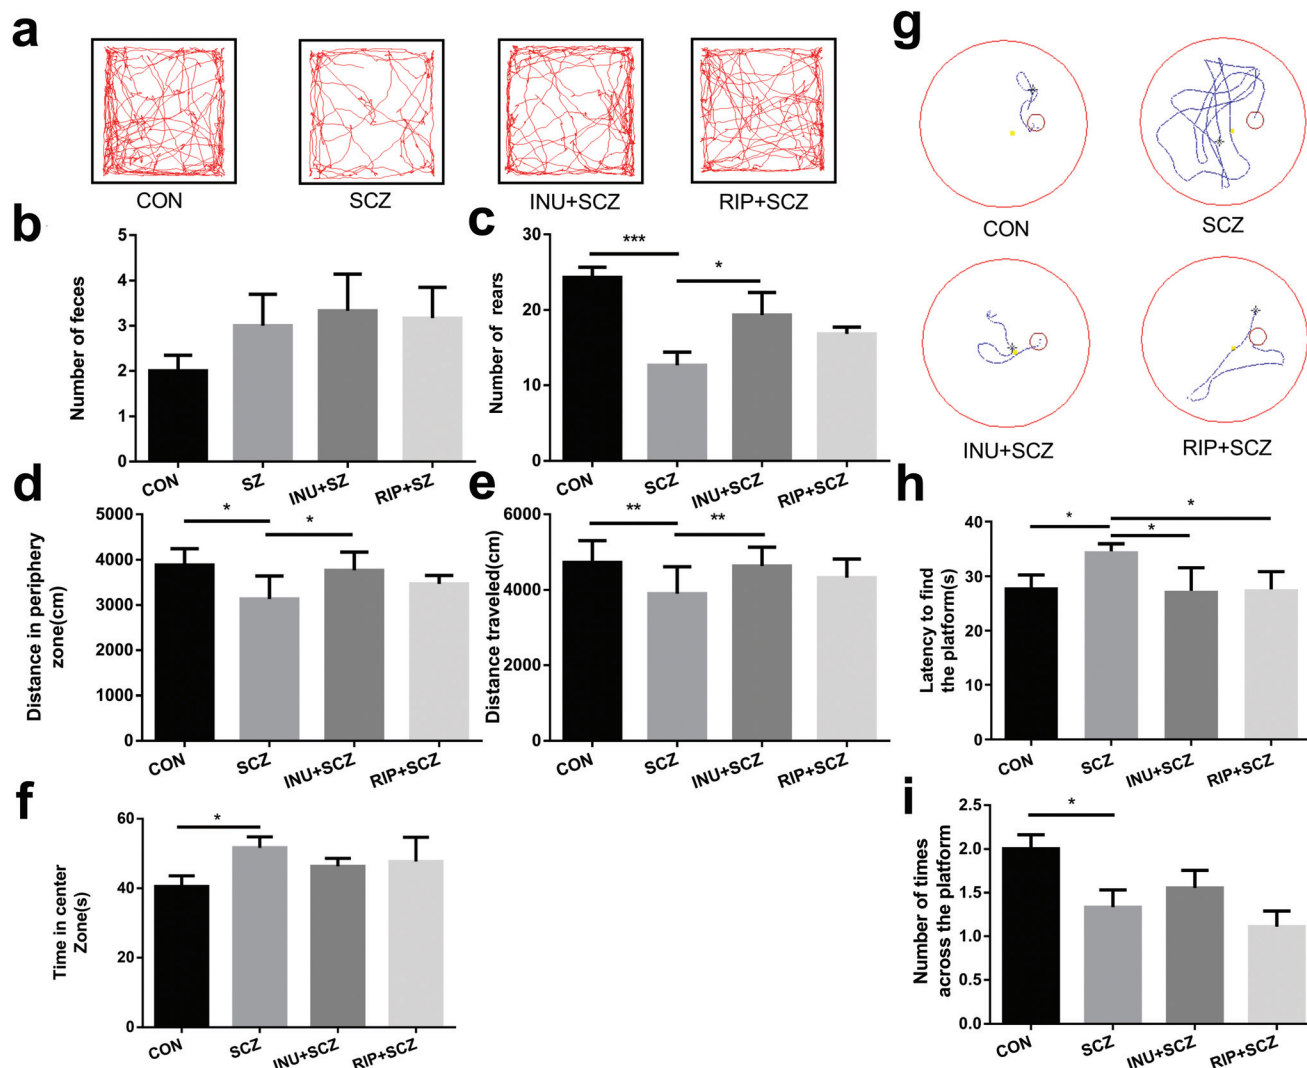 a
CON
SCZ
INU+SCZ
RIP+SCZ
b
Number of feces
5
4
3
2
1
0
CON
SZ
INU+SZ
RIP+SZ
c
Number of rears
30
20
10
0
***
*
CON
SCZ
INU+SCZ
RIP+SCZ
d
Distance in periphery
zone(cm)
5000
4000
3000
2000
1000
0
*
*
CON
SCZ
INU+SCZ
RIP+SCZ
e
Distance traveled(cm)
6000
4000
2000
0
**
**
CON
SCZ
INU+SCZ
RIP+SCZ
f
Time in center
Zone(s)
60
40
20
0
*
CON
SCZ
INU+SCZ
RIP+SCZ
g
CON
SCZ
INU+SCZ
RIP+SCZ
h
Latency to find
the platform(s)
40
30
20
10
0
*
*
*
CON
SCZ
INU+SCZ
RIP+SCZ
i
Number of times
across the platform
2.5
2.0
1.5
1.0
0.5
0.0
*
CON
SCZ
INU+SCZ
RIP+SCZ